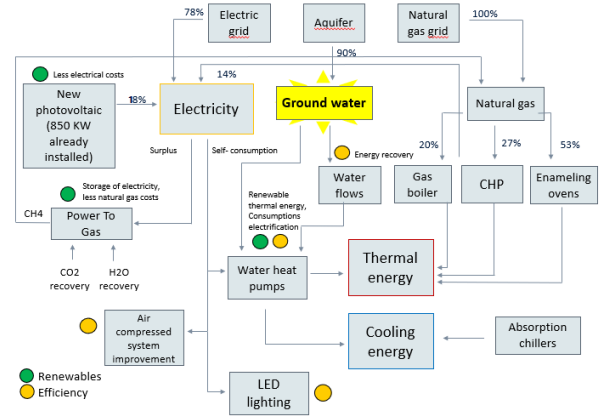 78%
Electric
grid
Aquifer
Natural
gas grid
100%
90%
Less electrical costs
14%
New
photovoltaic
(850 KW
already
installed)
18%
Electricity
Ground water
Natural gas
Surplus
Self- consumption
Energy recovery
20%
27%
53%
Storage of electricity,
less natural gas costs
Renewable
thermal energy,
Consumptions
electrification
Water
flows
Gas
boiler
CHP
Enameling
ovens
CH4
Power To
Gas
CO2
recovery
H2O
recovery
Water heat
pumps
Thermal
energy
Air
compressed
system
improvement
Cooling
energy
Absorption
chillers
Renewables
Efficiency
LED
lighting